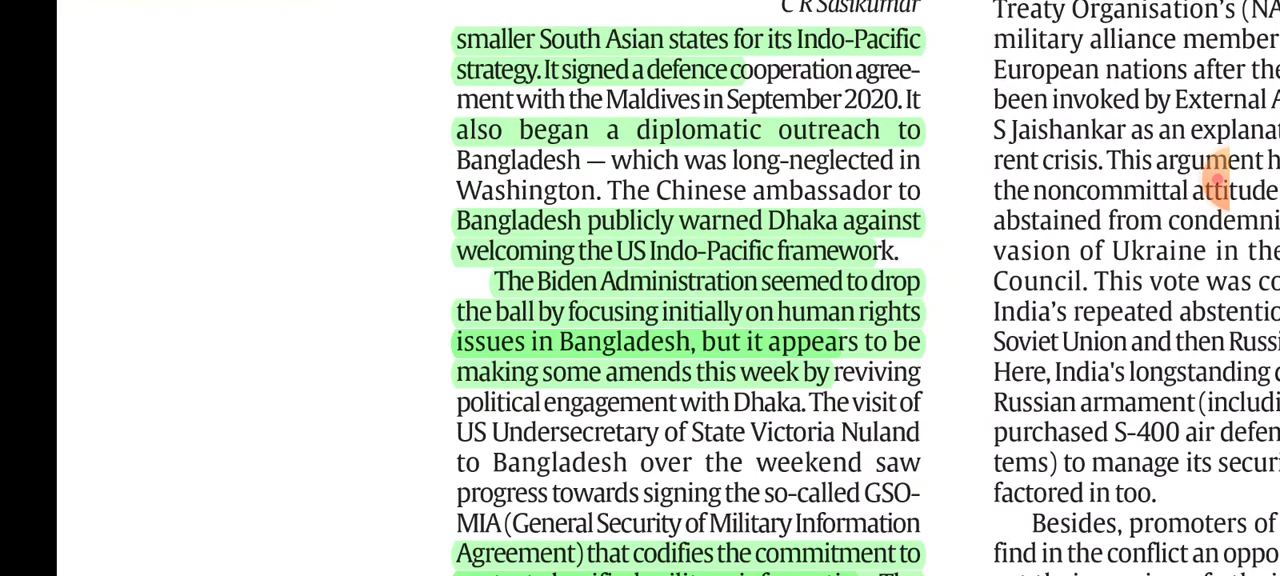 C R Sasikumar
smaller South Asian states for its Indo-Pacific
strategy. It signed a defence cooperation agree-
ment with the Maldives in September 2020. It
also began a diplomatic outreach to
Bangladesh — which was long-neglected in
Washington. The Chinese ambassador to
Bangladesh publicly warned Dhaka against
welcoming the US Indo-Pacific framework.
The Biden Administration seemed to drop
the ball by focusing initially on human rights
issues in Bangladesh, but it appears to be
making some amends this week by reviving
political engagement with Dhaka. The visit of
US Undersecretary of State Victoria Nuland
to Bangladesh over the weekend saw
progress towards signing the so-called GSO-
MIA (General Security of Military Information
Agreement) that codifies the commitment to
Treaty Organisation's (NA
military alliance member
European nations after the
been invoked by External A
S Jaishankar as an explanat
rent crisis. This argument h
the noncommittal attitude
abstained from condemni
vasion of Ukraine in the
Council. This vote was co
India's repeated abstentio
Soviet Union and then Russi
Here, India's longstanding d
Russian armament (includi
purchased S-400 air defen
tems) to manage its securi
factored in too.
Besides, promoters of
find in the conflict an oppo